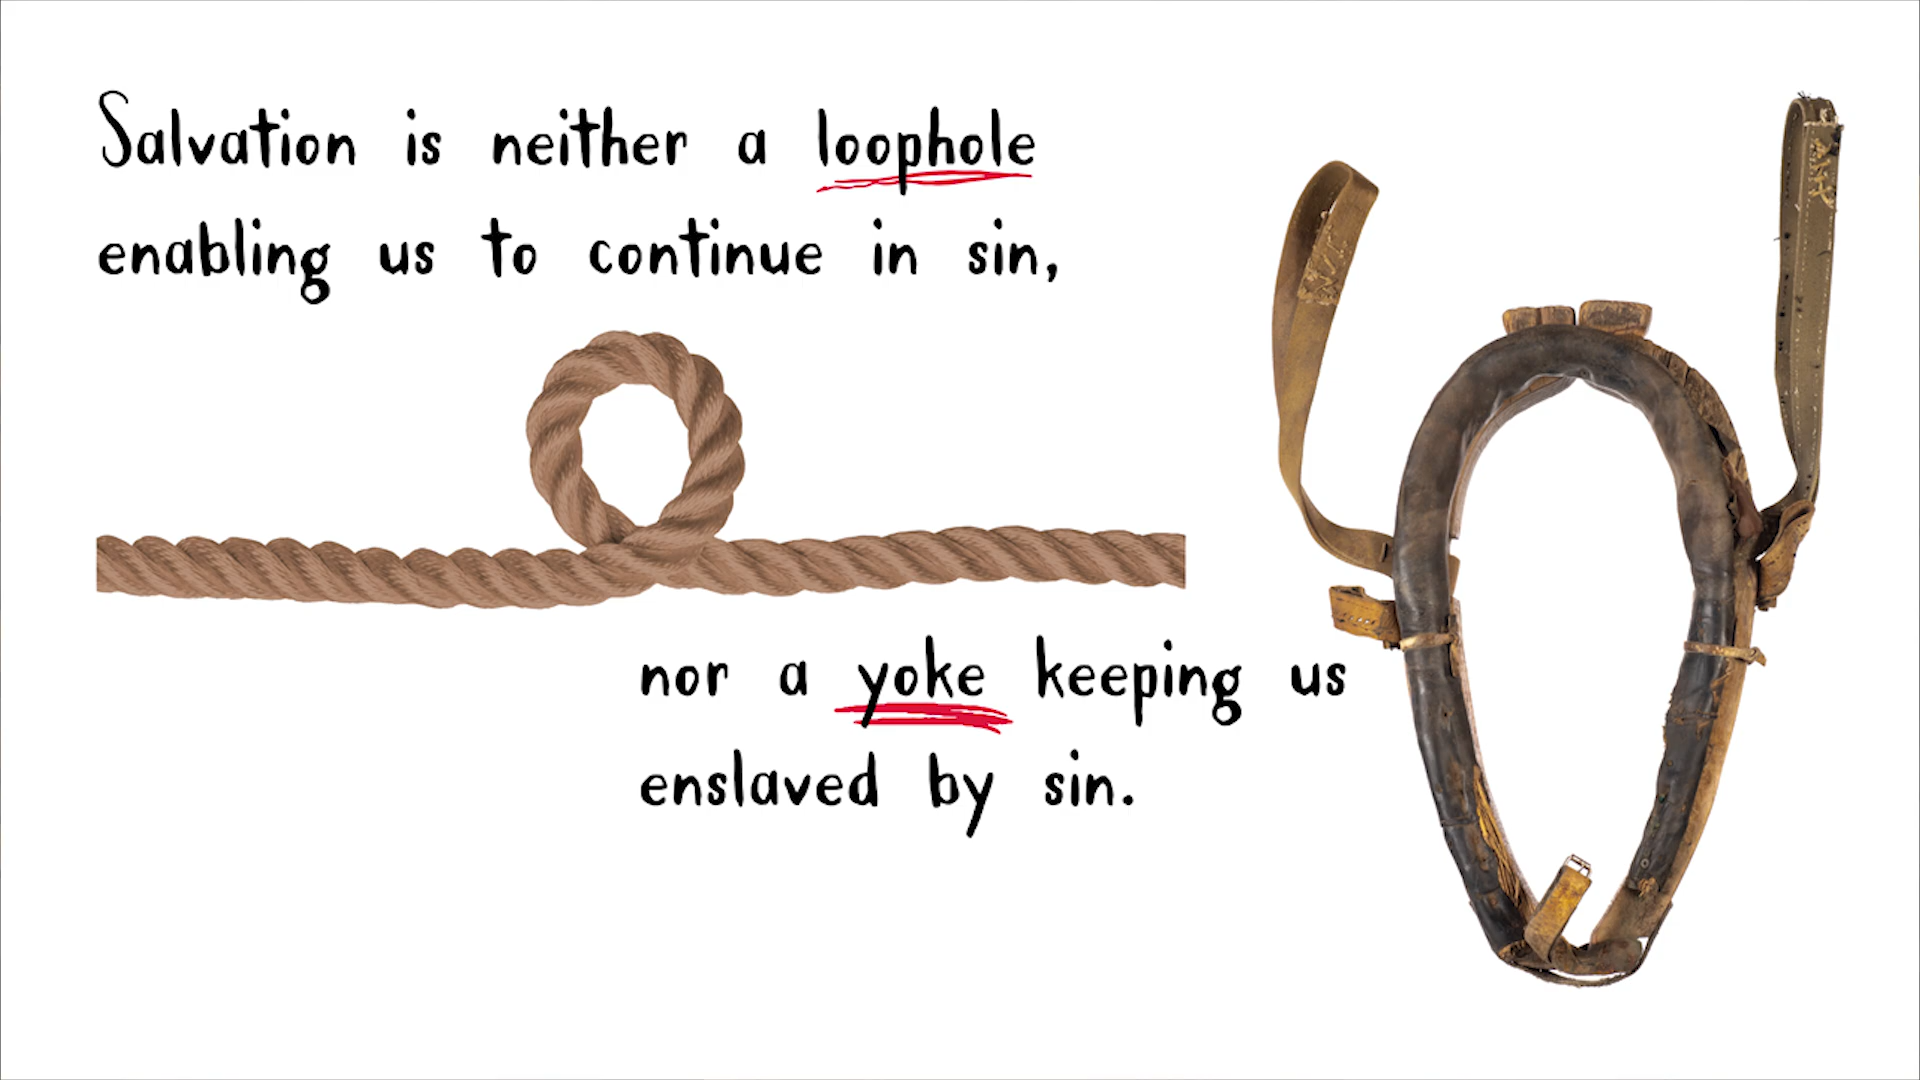 Salvation is neither a loophole
enabling us to continue in sin,
nor a yoke keeping us
enslaved by sin.